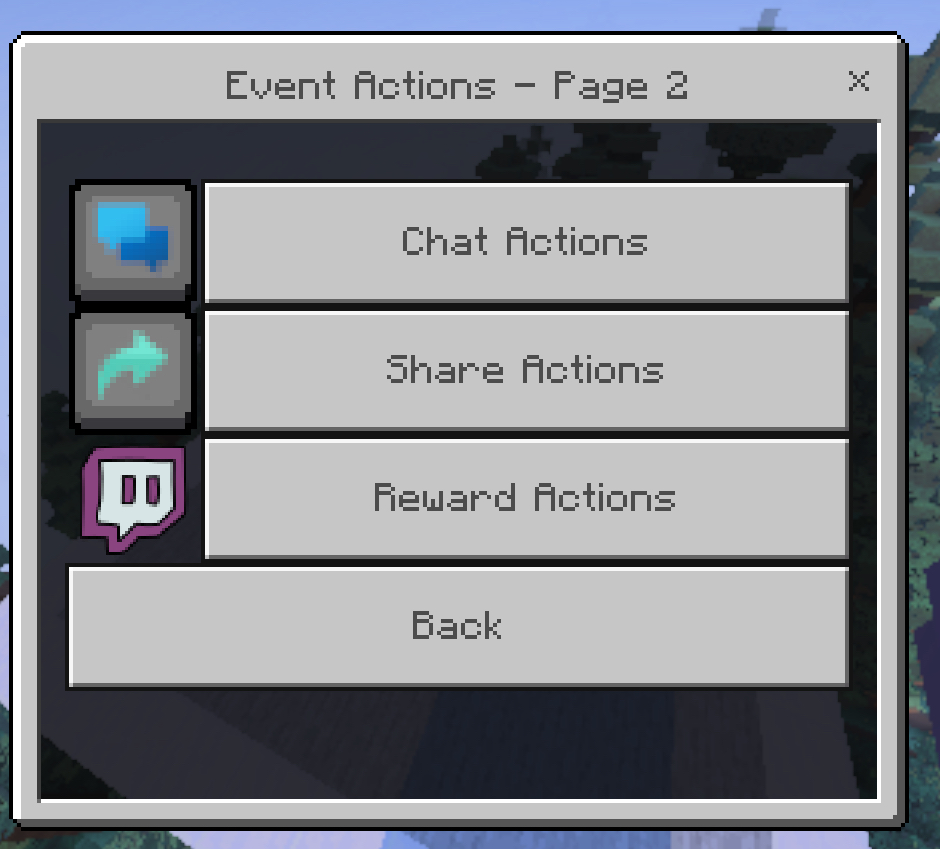 Event Actions - Page 2
Chat Actions
Share Actions
Reward Actions
Back